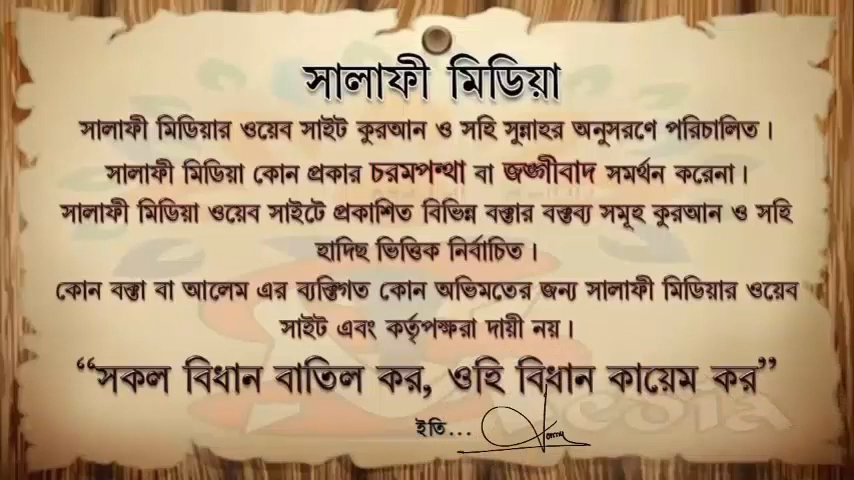 সালাফী মিডিয়া
সালাফী মিডিয়ার ওয়েব সাইট কুরআন ও সহি সুন্নাহর অনুসরণে পরিচালিত।
সালাফী মিডিয়া কোন প্রকার চরমপন্থা বা জঙ্গীবাদ সমর্থন করেনা।
সালাফী মিডিয়া ওয়েব সাইটে প্রকাশিত বিভিন্ন বক্তার বক্তব্য সমূহ কুরআন ও সহি
হাদিছ ভিত্তিক নির্বাচিত।
কোন বক্তা বা আলেম এর ব্যক্তিগত কোন অভিমতের জন্য সালাফী মিডিয়ার ওয়েব
সাইট এবং কর্তৃপক্ষরা দায়ী নয়।
“সকল বিধান বাতিল কর, ওহি বিধান কায়েম কর”
ইতি...